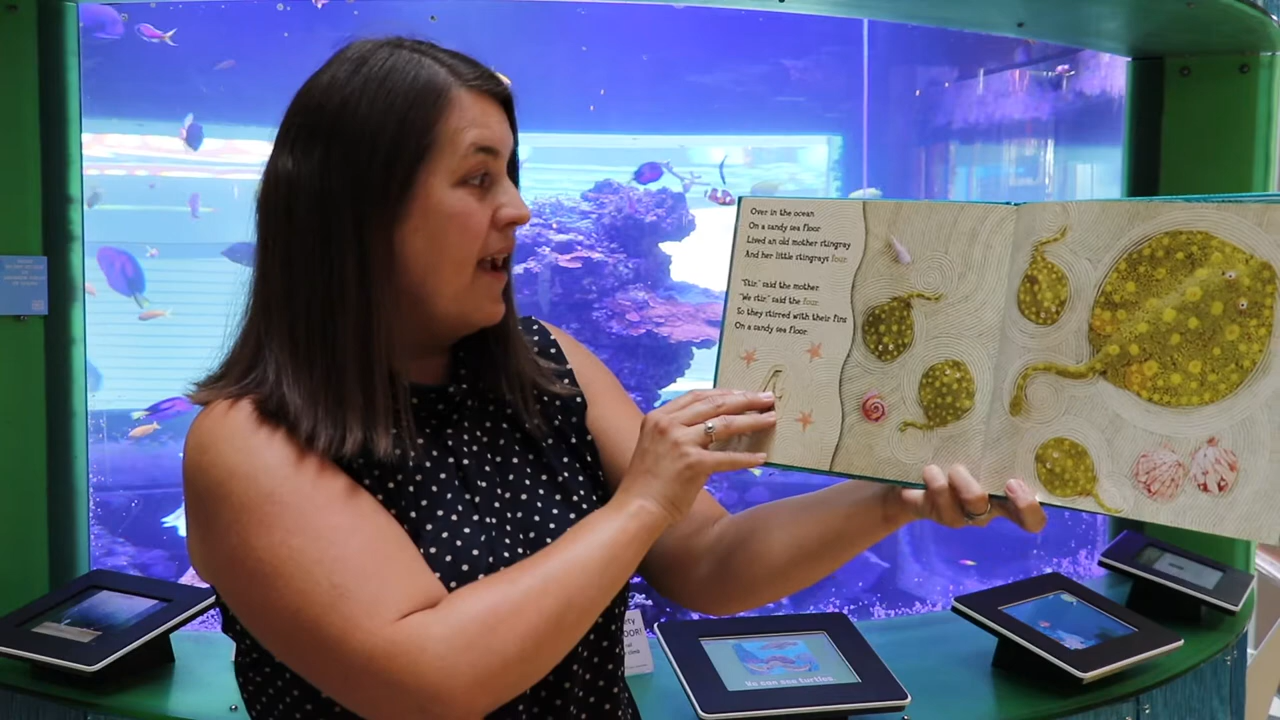 Over in the ocean
On a sandy sea floor
Lived an old mother stingray
And her little stingrays four.
"Stir," said the mother.
"We stir," said the four.
So they stirred with their fins
On a sandy sea floor.
We can see turtles.